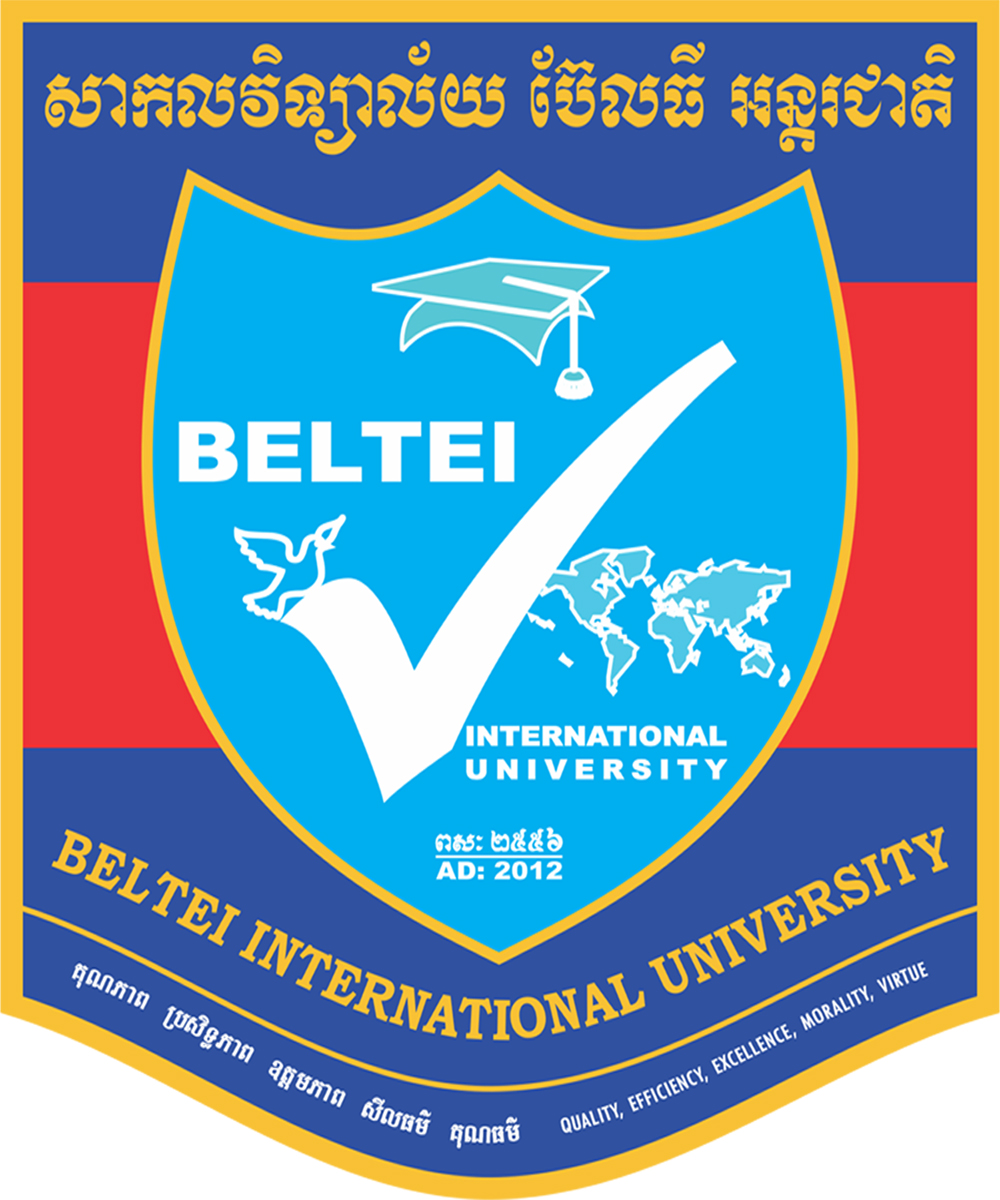 សាកលវិទ្យាល័យ ប៊ែលធី អន្តរជាតិ
BELTEI
INTERNATIONAL
UNIVERSITY
ពសៈ ២៥៥៦
AD: 2012
BELTEI INTERNATIONAL UNIVERSITY
គុណភាព ប្រសិទ្ធភាព ឧត្តមភាព សីលធម៌ គុណធម៌ QUALITY, EFFICIENCY, EXCELLENCE, MORALITY, VIRTUE